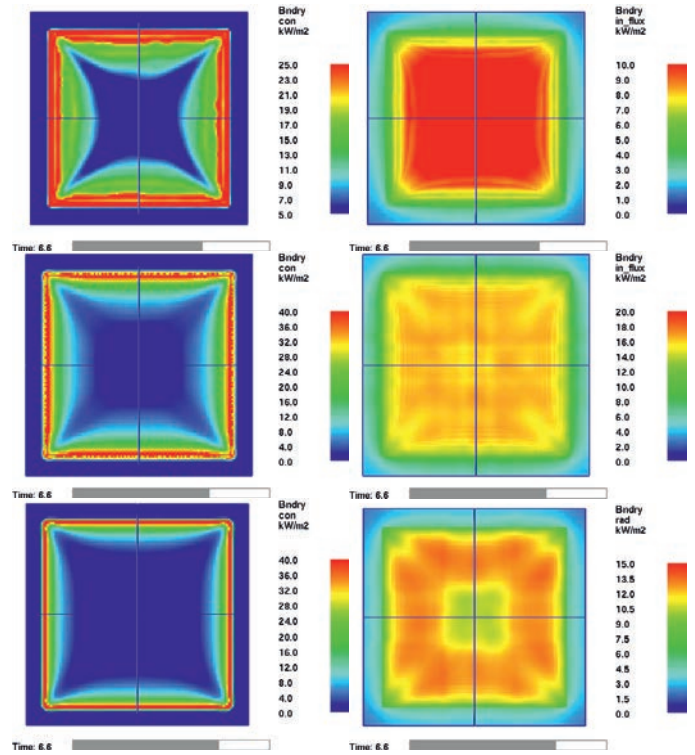 Bndry
con
kW/m2
25.0
23.0
21.0
19.0
17.0
15.0
13.0
11.0
9.0
7.0
5.0
Time: 6.6
Bndry
in_flux
kW/m2
10.0
9.0
8.0
7.0
6.0
5.0
4.0
3.0
2.0
1.0
0.0
Time: 6.6
Bndry
con
kW/m2
40.0
36.0
32.0
28.0
24.0
20.0
16.0
12.0
8.0
4.0
0.0
Time: 6.6
Bndry
in_flux
kW/m2
20.0
18.0
16.0
14.0
12.0
10.0
8.0
6.0
4.0
2.0
0.0
Time: 6.6
Bndry
con
kW/m2
40.0
36.0
32.0
28.0
24.0
20.0
16.0
12.0
8.0
4.0
0.0
Time: 6.6
Bndry
rad
kW/m2
15.0
13.5
12.0
10.5
9.0
7.5
6.0
4.5
3.0
1.5
0.0
Time: 6.6